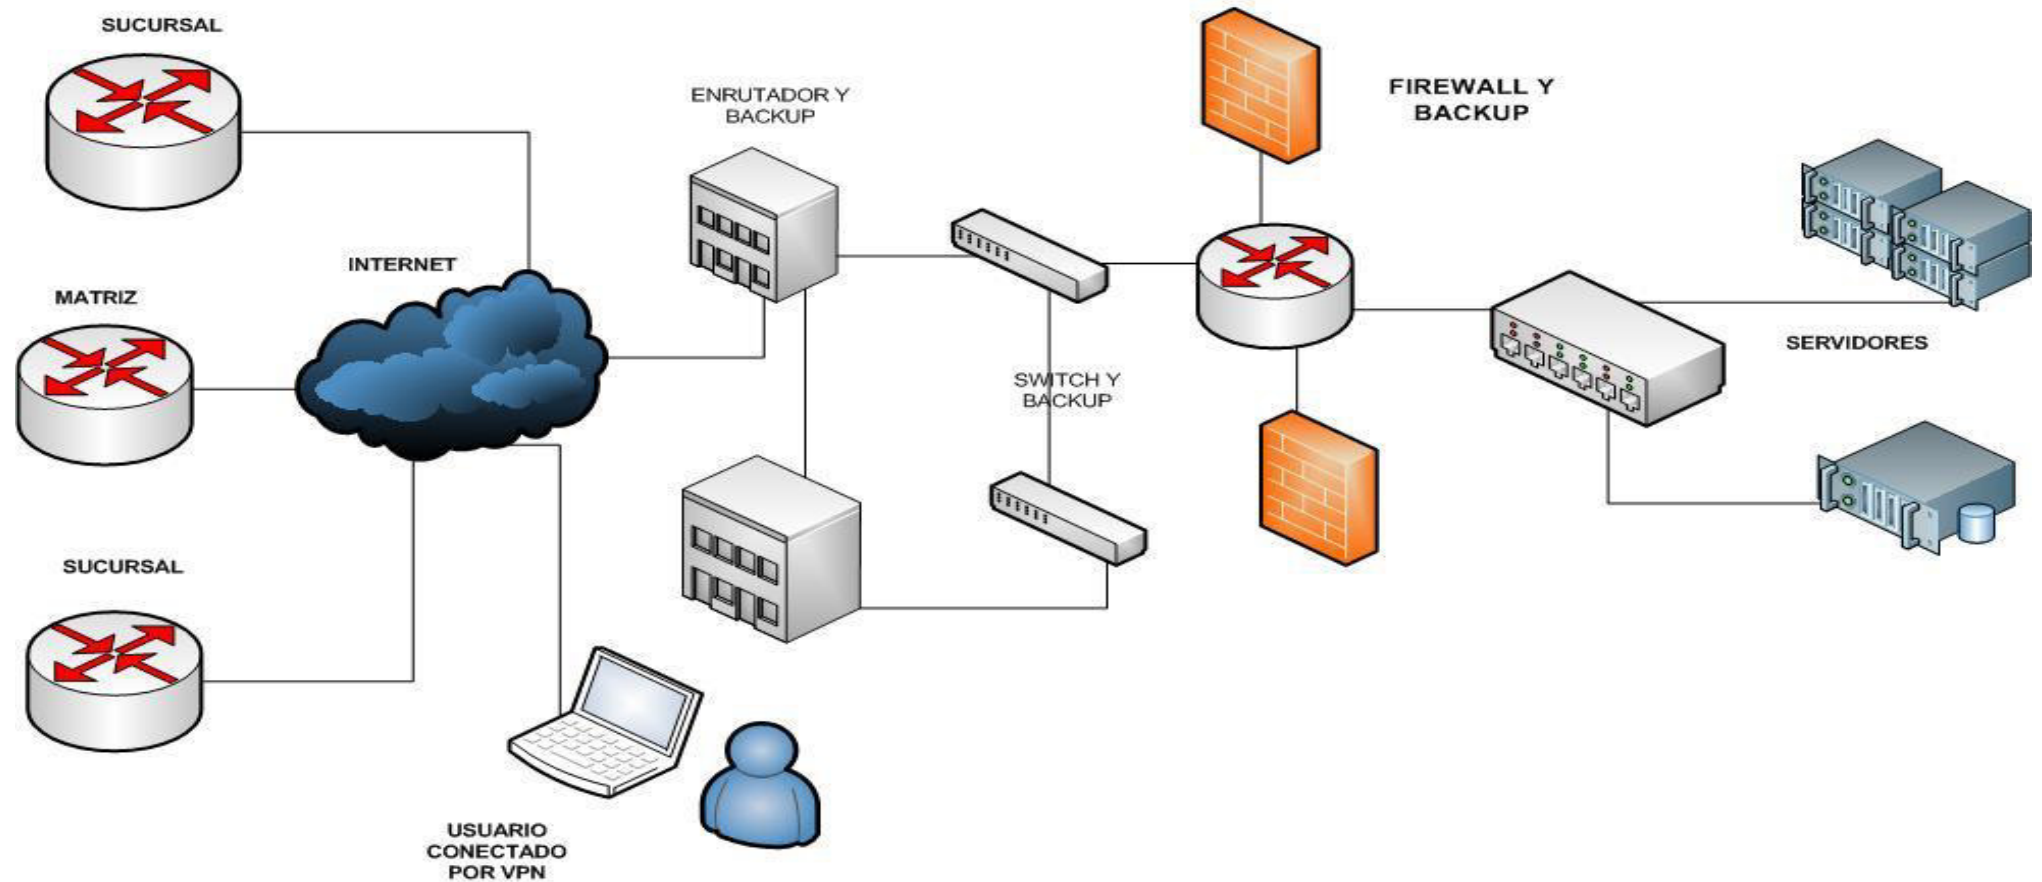 SUCURSAL
ENRUTADOR Y
BACKUP
FIREWALL Y
BACKUP
INTERNET
MATRIZ
SERVIDORES
SWITCH Y
BACKUP
SUCURSAL
USUARIO
CONECTADO
POR VPN